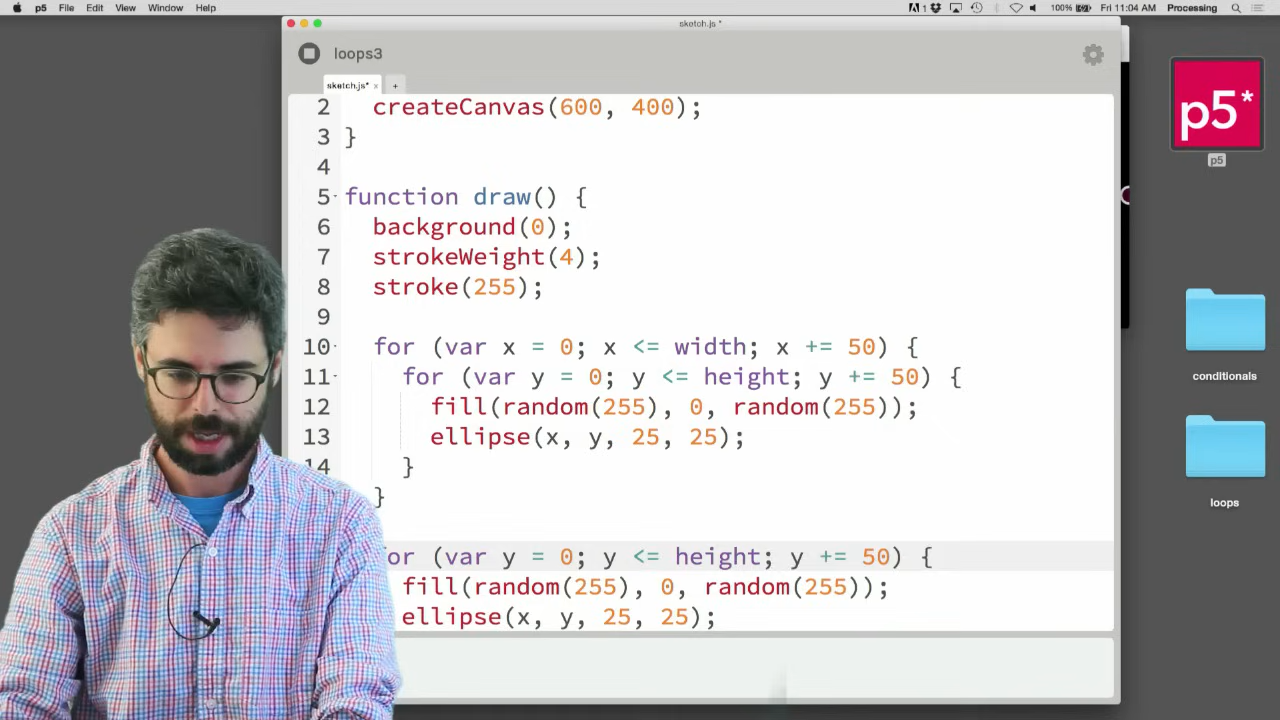 p5 File Edit View Window Help
1 100% Fri 11:04 AM Processing
sketch.js *
loops3
sketch.js* × +
2 createCanvas(600, 400);
3 }
4
5 function draw() {
6 background(0);
7 strokeWeight(4);
8 stroke(255);
9
10 for (var x = 0; x <= width; x += 50) {
11 for (var y = 0; y <= height; y += 50) {
12 fill(random(255), 0, random(255));
13 ellipse(x, y, 25, 25);
14 }
}
for (var y = 0; y <= height; y += 50) {
fill(random(255), 0, random(255));
ellipse(x, y, 25, 25);
p5*
p5
conditionals
loops